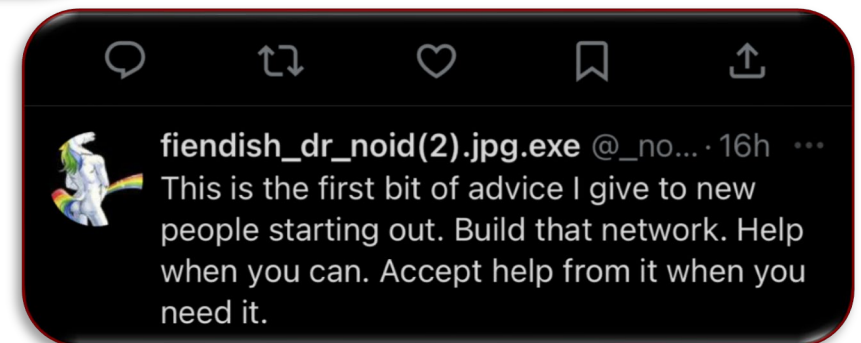 fiendish_dr_noid(2).jpg.exe @_no... · 16h
This is the first bit of advice I give to new
people starting out. Build that network. Help
when you can. Accept help from it when you
need it.